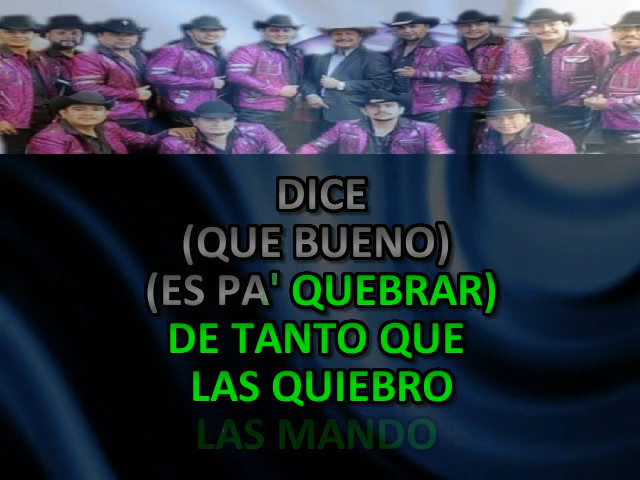 DICE
(QUE BUENO)
(ES PA' QUEBRAR)
DE TANTO QUE
LAS QUIEBRO
LAS MANDO